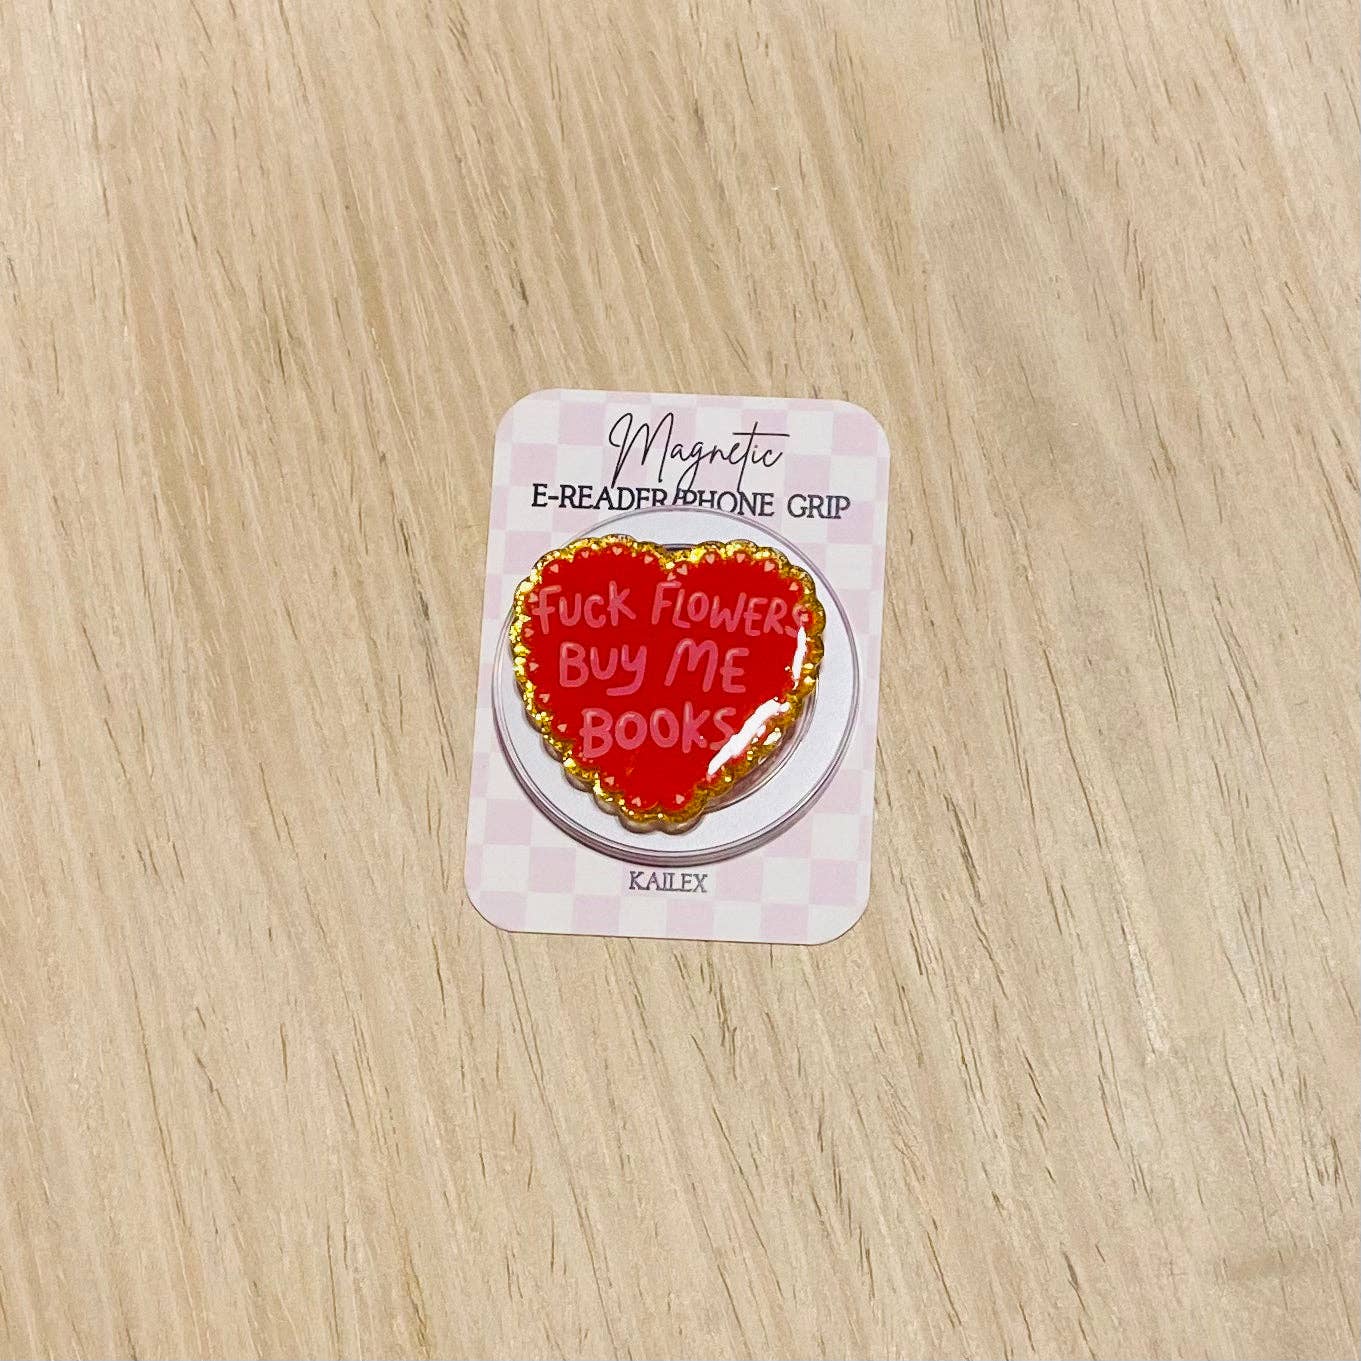 Magnetic
E-READER/PHONE GRIP
FUCK FLOWERS
BUY ME
BOOKS
KAILEX